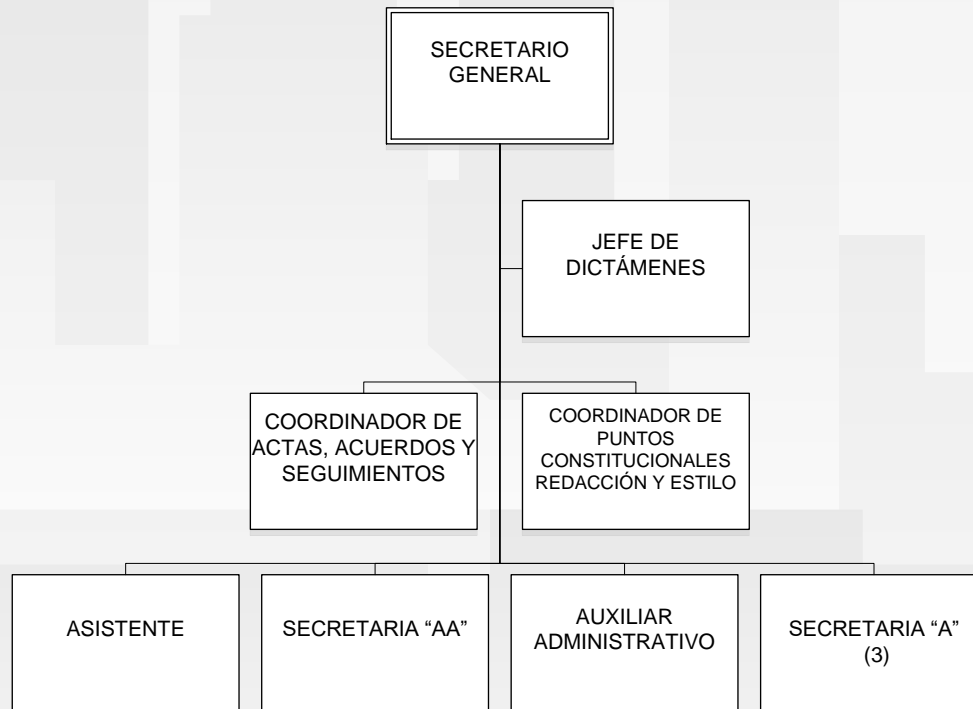 SECRETARIO
GENERAL
JEFE DE
DICTÁMENES
COORDINADOR DE
ACTAS, ACUERDOS Y
SEGUIMIENTOS
COORDINADOR DE
PUNTOS
CONSTITUCIONALES
REDACCIÓN Y ESTILO
ASISTENTE
SECRETARIA “AA”
AUXILIAR
ADMINISTRATIVO
SECRETARIA “A”
(3)